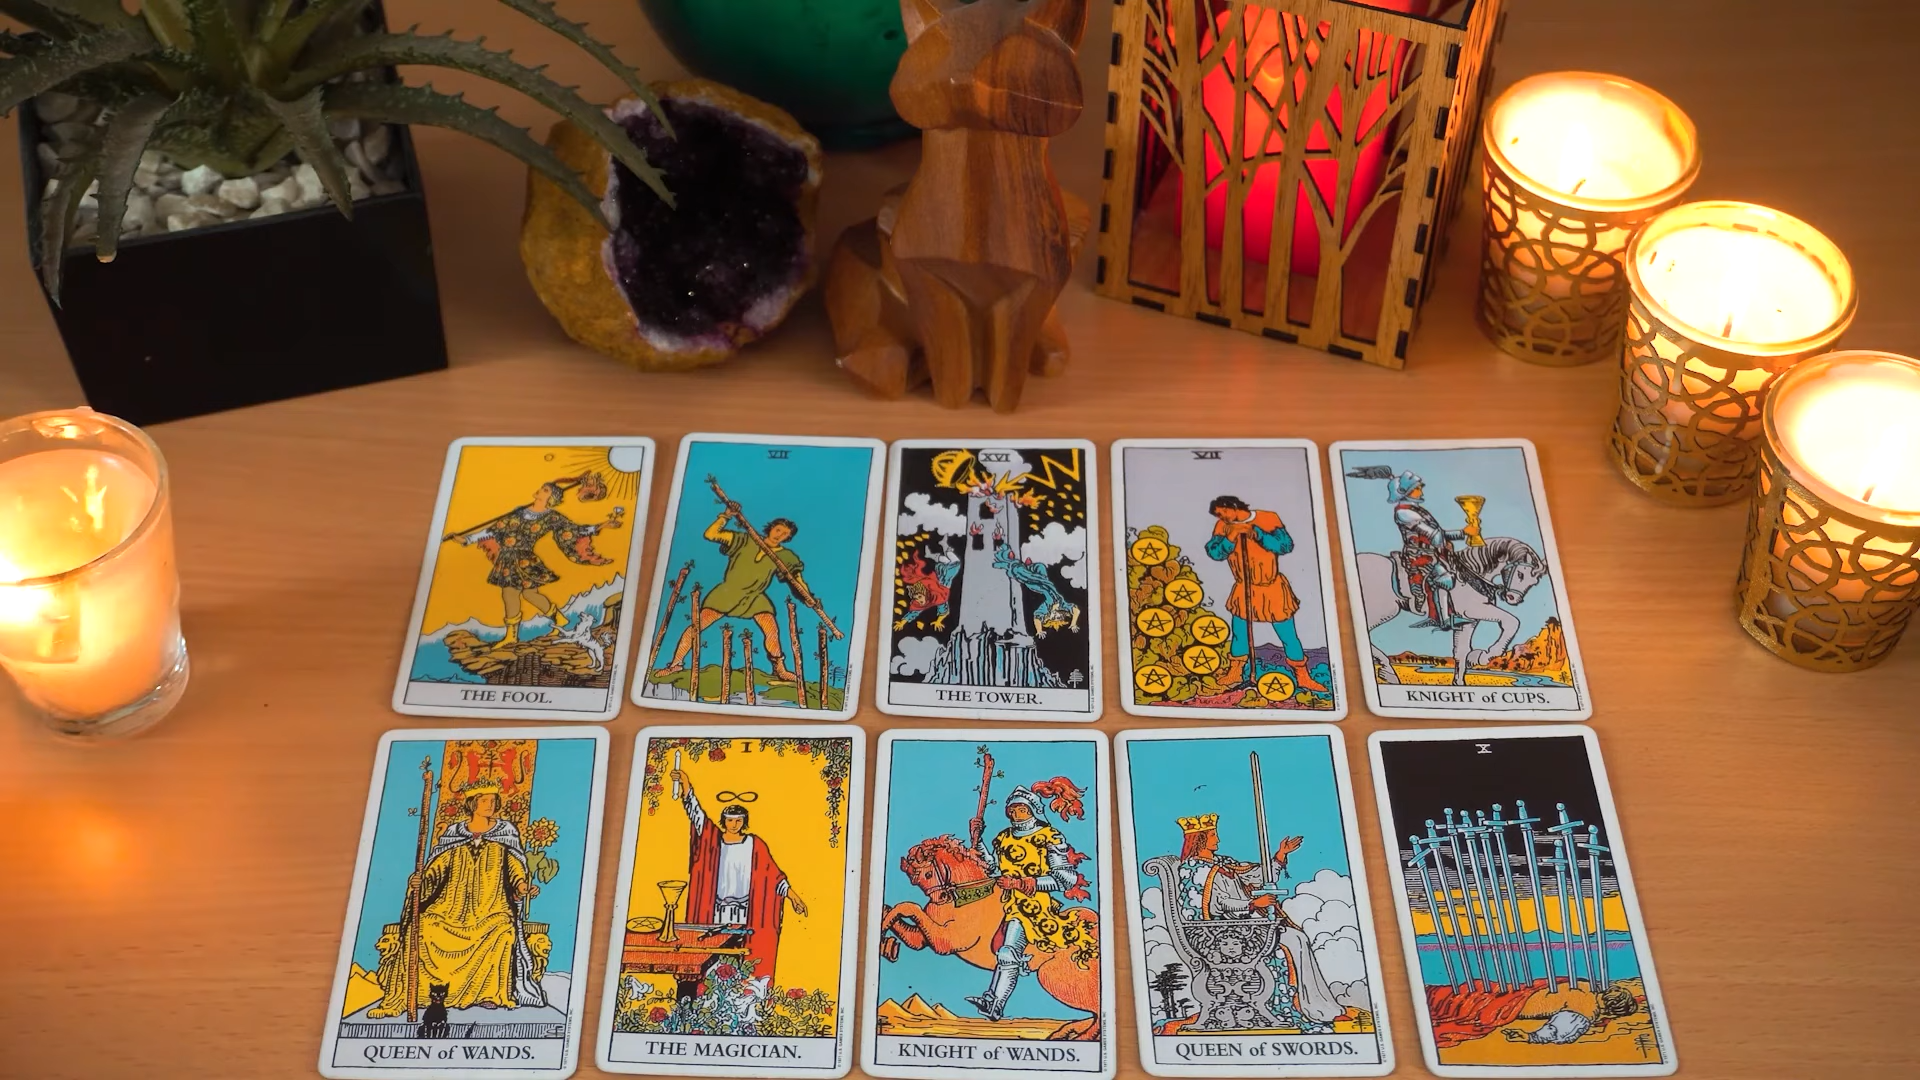 VII
XVI
VII
THE FOOL.
THE TOWER.
KNIGHT of CUPS.
I
X
QUEEN of WANDS.
THE MAGICIAN.
KNIGHT of WANDS.
QUEEN of SWORDS.